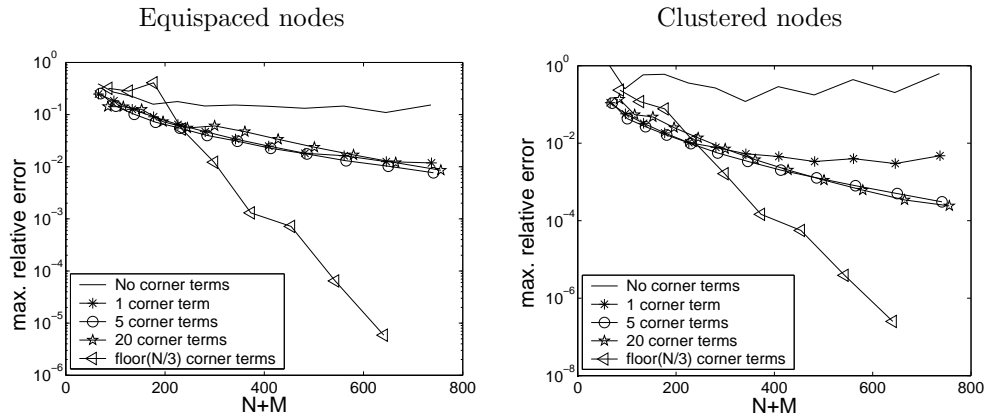 Equispaced nodes
10^0
10^-1
10^-2
10^-3
10^-4
10^-5
10^-6
max. relative error
No corner terms
1 corner term
5 corner terms
20 corner terms
floor(N/3) corner terms
0 200 400 600 800
N+M
Clustered nodes
10^0
10^-2
10^-4
10^-6
10^-8
max. relative error
No corner terms
1 corner term
5 corner terms
20 corner terms
floor(N/3) corner terms
0 200 400 600 800
N+M